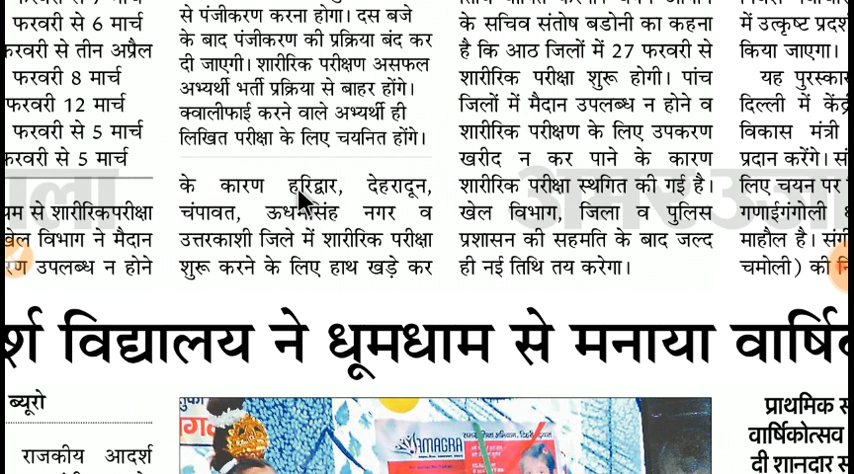 फरवरी से 6 मार्च
से तीन अप्रैल
फरवरी 8 मार्च
फरवरी 12 मार्च
फरवरी से 5 मार्च
से 5 मार्च
से शारीरिकपरीक्षा
खेल विभाग ने मैदान
उपलब्ध न होने
से पंजीकरण करना होगा। दस बजे
के बाद पंजीकरण की प्रक्रिया बंद कर
दी जाएगी। शारीरिक परीक्षण असफल
अभ्यर्थी भर्ती प्रक्रिया से बाहर होंगे।
क्वालीफाई करने वाले अभ्यर्थी ही
लिखित परीक्षा के लिए चयनित होंगे।
के कारण हरिद्वार, देहरादून,
चंपावत, ऊधमसिंह नगर व
उत्तरकाशी जिले में शारीरिक परीक्षा
शुरू करने के लिए हाथ खड़े कर
के सचिव संतोष बडोनी का कहना
है कि आठ जिलों में 27 फरवरी से
शारीरिक परीक्षा शुरू होगी। पांच
जिलों में मैदान उपलब्ध न होने व
शारीरिक परीक्षण के लिए उपकरण
खरीद न कर पाने के कारण
शारीरिक परीक्षा स्थगित की गई है।
खेल विभाग, जिला व पुलिस
प्रशासन की सहमति के बाद जल्द
ही नई तिथि तय करेगा।
में उत्कृष्ट
किया जाएगा।
यह
दिल्ली में
विकास मंत्री
प्रदान करेंगे।
लिए चयन पर
गणाईगंगोली
माहौल है।
चमोली) की
विद्यालय ने धूमधाम से मनाया
ब्यूरो
राजकीय आदर्श
SAMAGRA
प्राथमिक
वार्षिकोत्सव
दी शानदार